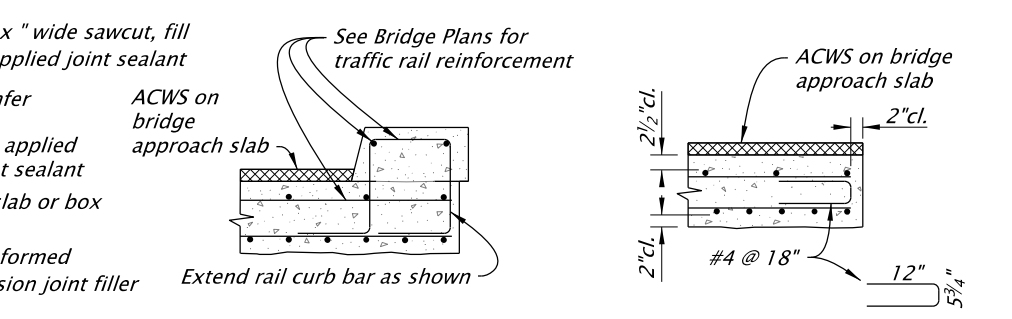 x " wide sawcut, fill
pplied joint sealant
nfer
applied
t sealant
lab or box
formed
sion joint filler
ACWS on
bridge
approach slab
See Bridge Plans for
traffic rail reinforcement
Extend rail curb bar as shown
ACWS on bridge
approach slab
2"cl.
2½"cl.
2"cl.
#4 @ 18"
12"
5¾"